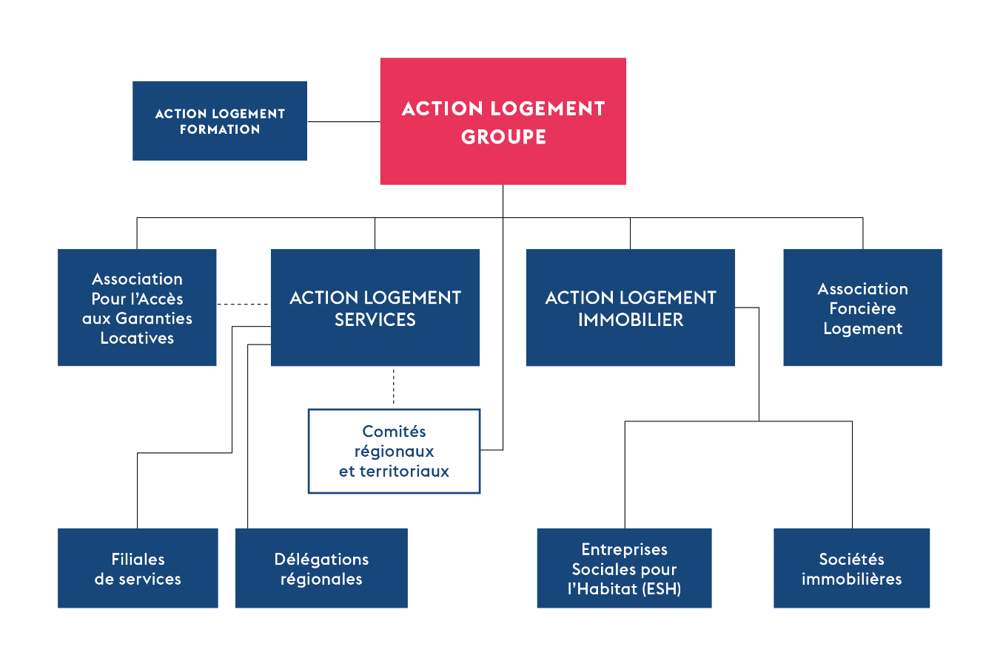 ACTION LOGEMENT
FORMATION
ACTION LOGEMENT
GROUPE
Association
Pour l’Accès
aux Garanties
Locatives
ACTION LOGEMENT
SERVICES
ACTION LOGEMENT
IMMOBILIER
Association
Foncière
Logement
Comités
régionaux
et territoriaux
Filiales
de services
Délégations
régionales
Entreprises
Sociales pour
l’Habitat (ESH)
Sociétés
immobilières